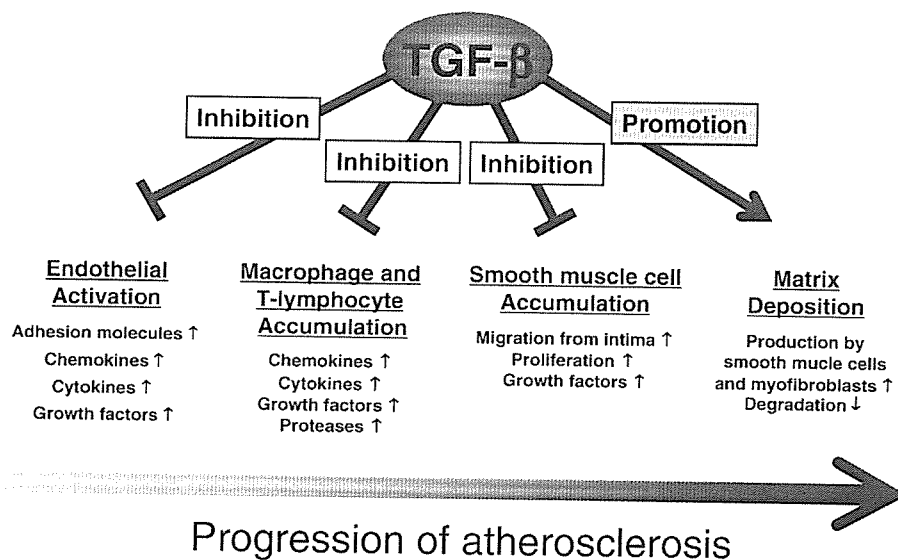 TGF-β
Inhibition
Inhibition
Inhibition
Promotion
Endothelial
Activation
Adhesion molecules ↑
Chemokines ↑
Cytokines ↑
Growth factors ↑
Macrophage and
T-lymphocyte
Accumulation
Chemokines ↑
Cytokines ↑
Growth factors ↑
Proteases ↑
Smooth muscle cell
Accumulation
Migration from intima ↑
Proliferation ↑
Growth factors ↑
Matrix
Deposition
Production by
smooth mucle cells
and myofibroblasts ↑
Degradation ↓
Progression of atherosclerosis